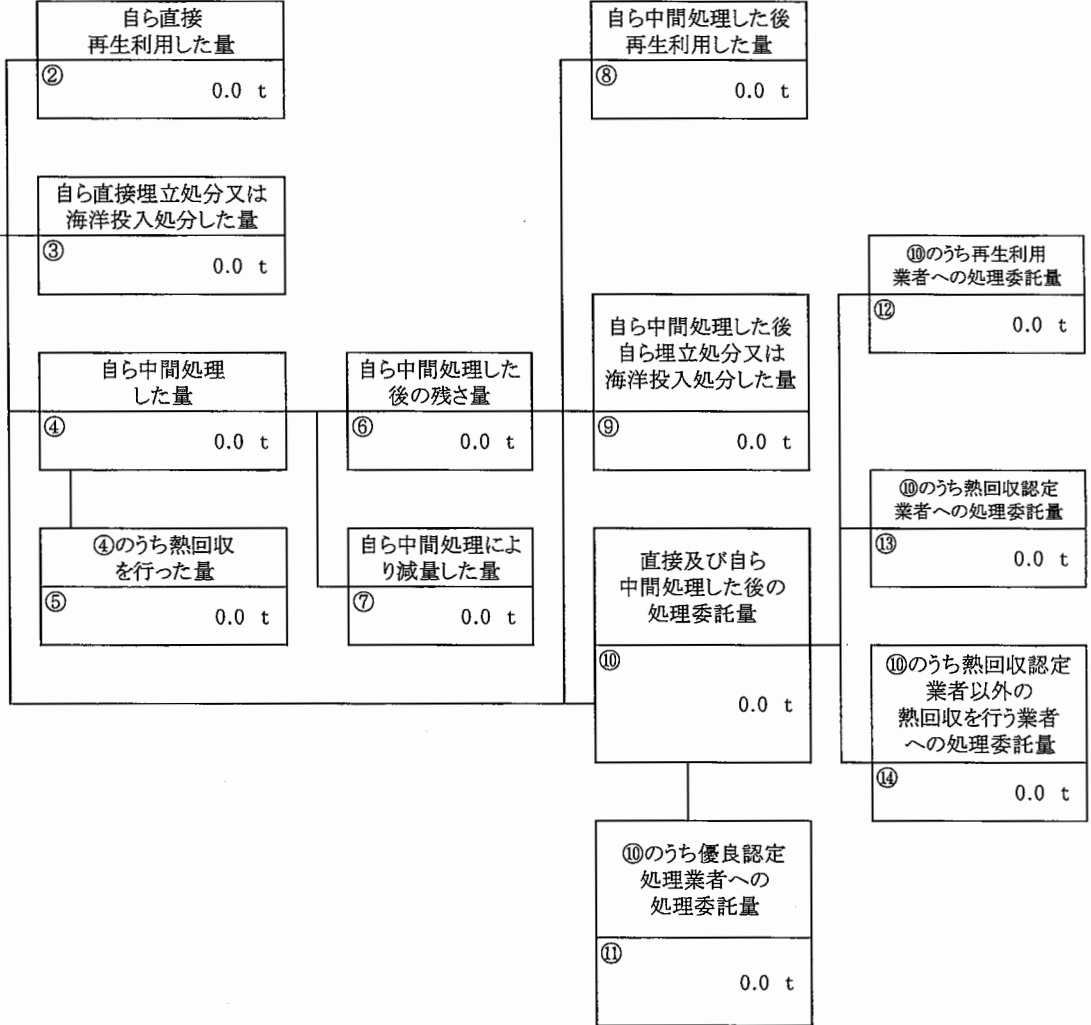 自ら直接
再生利用した量
②
0.0 t
自ら中間処理した後
再生利用した量
⑧
0.0 t
自ら直接埋立処分又は
海洋投入処分した量
③
0.0 t
⑩のうち再生利用
業者への処理委託量
⑫
0.0 t
自ら中間処理した後
自ら埋立処分又は
海洋投入処分した量
⑨
0.0 t
自ら中間処理
した量
④
0.0 t
自ら中間処理した
後の残さ量
⑥
0.0 t
⑩のうち熱回収認定
業者への処理委託量
⑬
0.0 t
④のうち熱回収
を行った量
⑤
0.0 t
自ら中間処理によ
り減量した量
⑦
0.0 t
直接及び自ら
中間処理した後の
処理委託量
⑩
0.0 t
⑩のうち熱回収認定
業者以外の
熱回収を行う業者
への処理委託量
⑭
0.0 t
⑩のうち優良認定
処理業者への
処理委託量
⑪
0.0 t